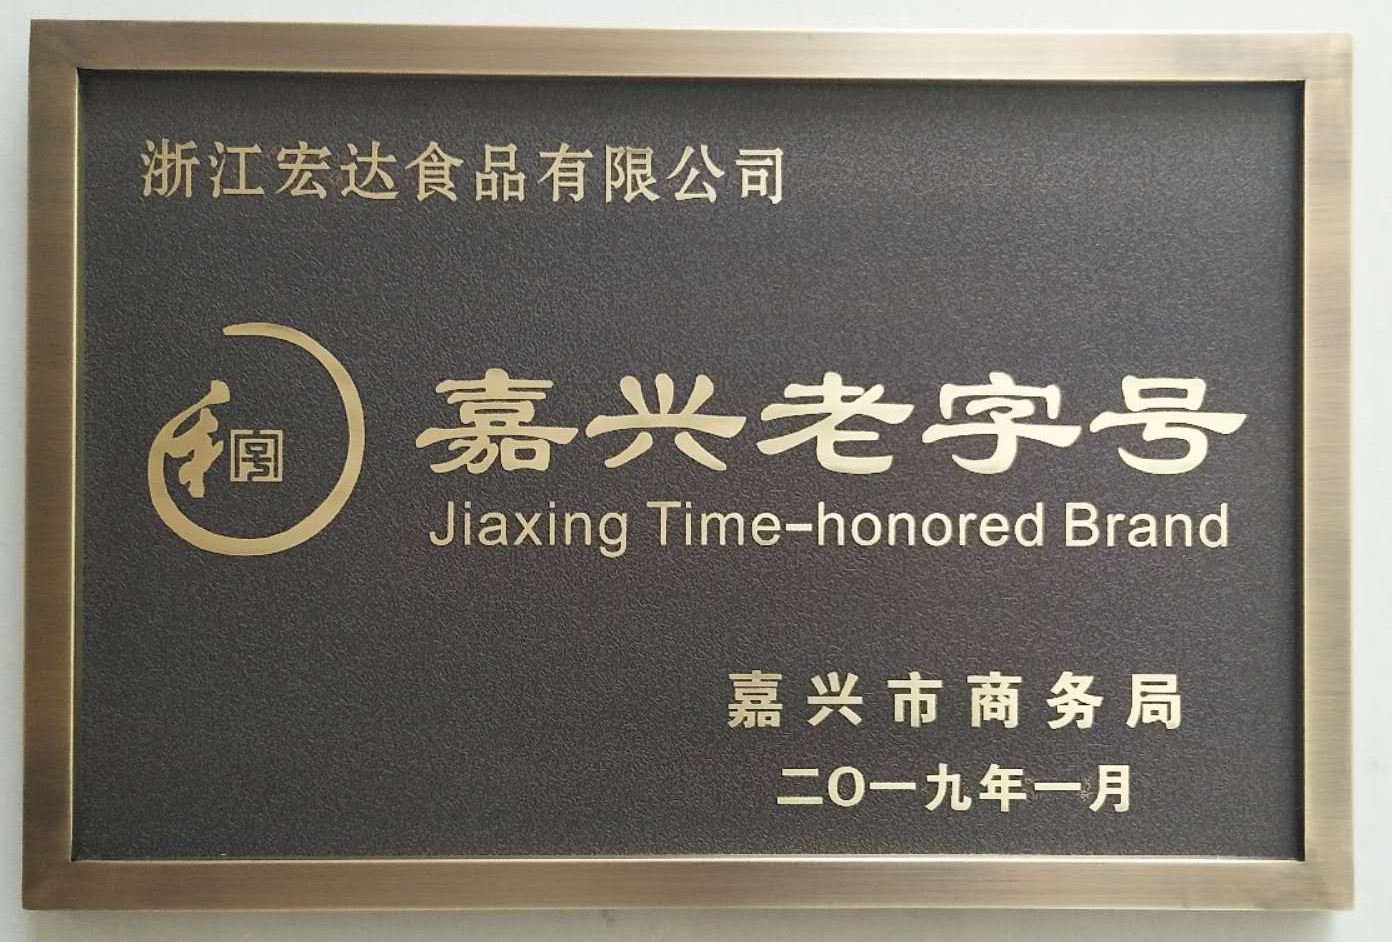 浙江宏达食品有限公司
嘉兴老字号
Jiaxing Time-honored Brand
嘉兴市商务局
二〇一九年一月